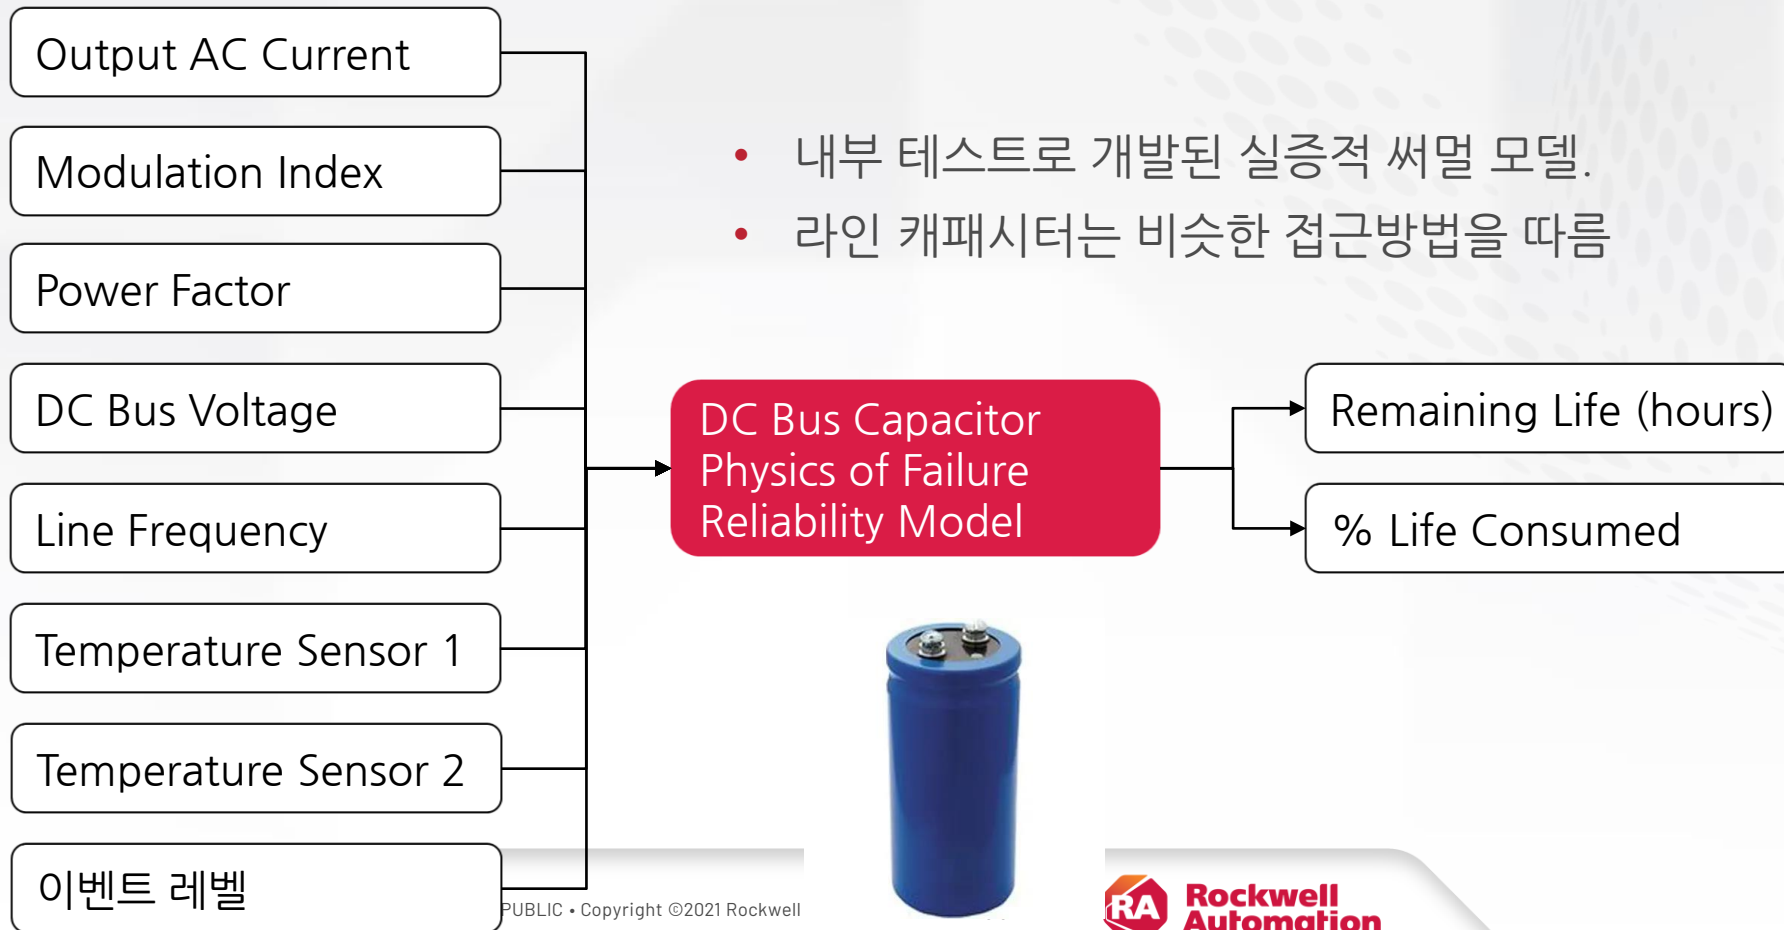 Output AC Current
Modulation Index
Power Factor
DC Bus Voltage
Line Frequency
Temperature Sensor 1
Temperature Sensor 2
이벤트 레벨
• 내부 테스트로 개발된 실증적 써멀 모델.
• 라인 캐패시터는 비슷한 접근방법을 따름
DC Bus Capacitor
Physics of Failure
Reliability Model
Remaining Life (hours)
% Life Consumed
PUBLIC • Copyright ©2021 Rockwell
RA
Rockwell
Automation